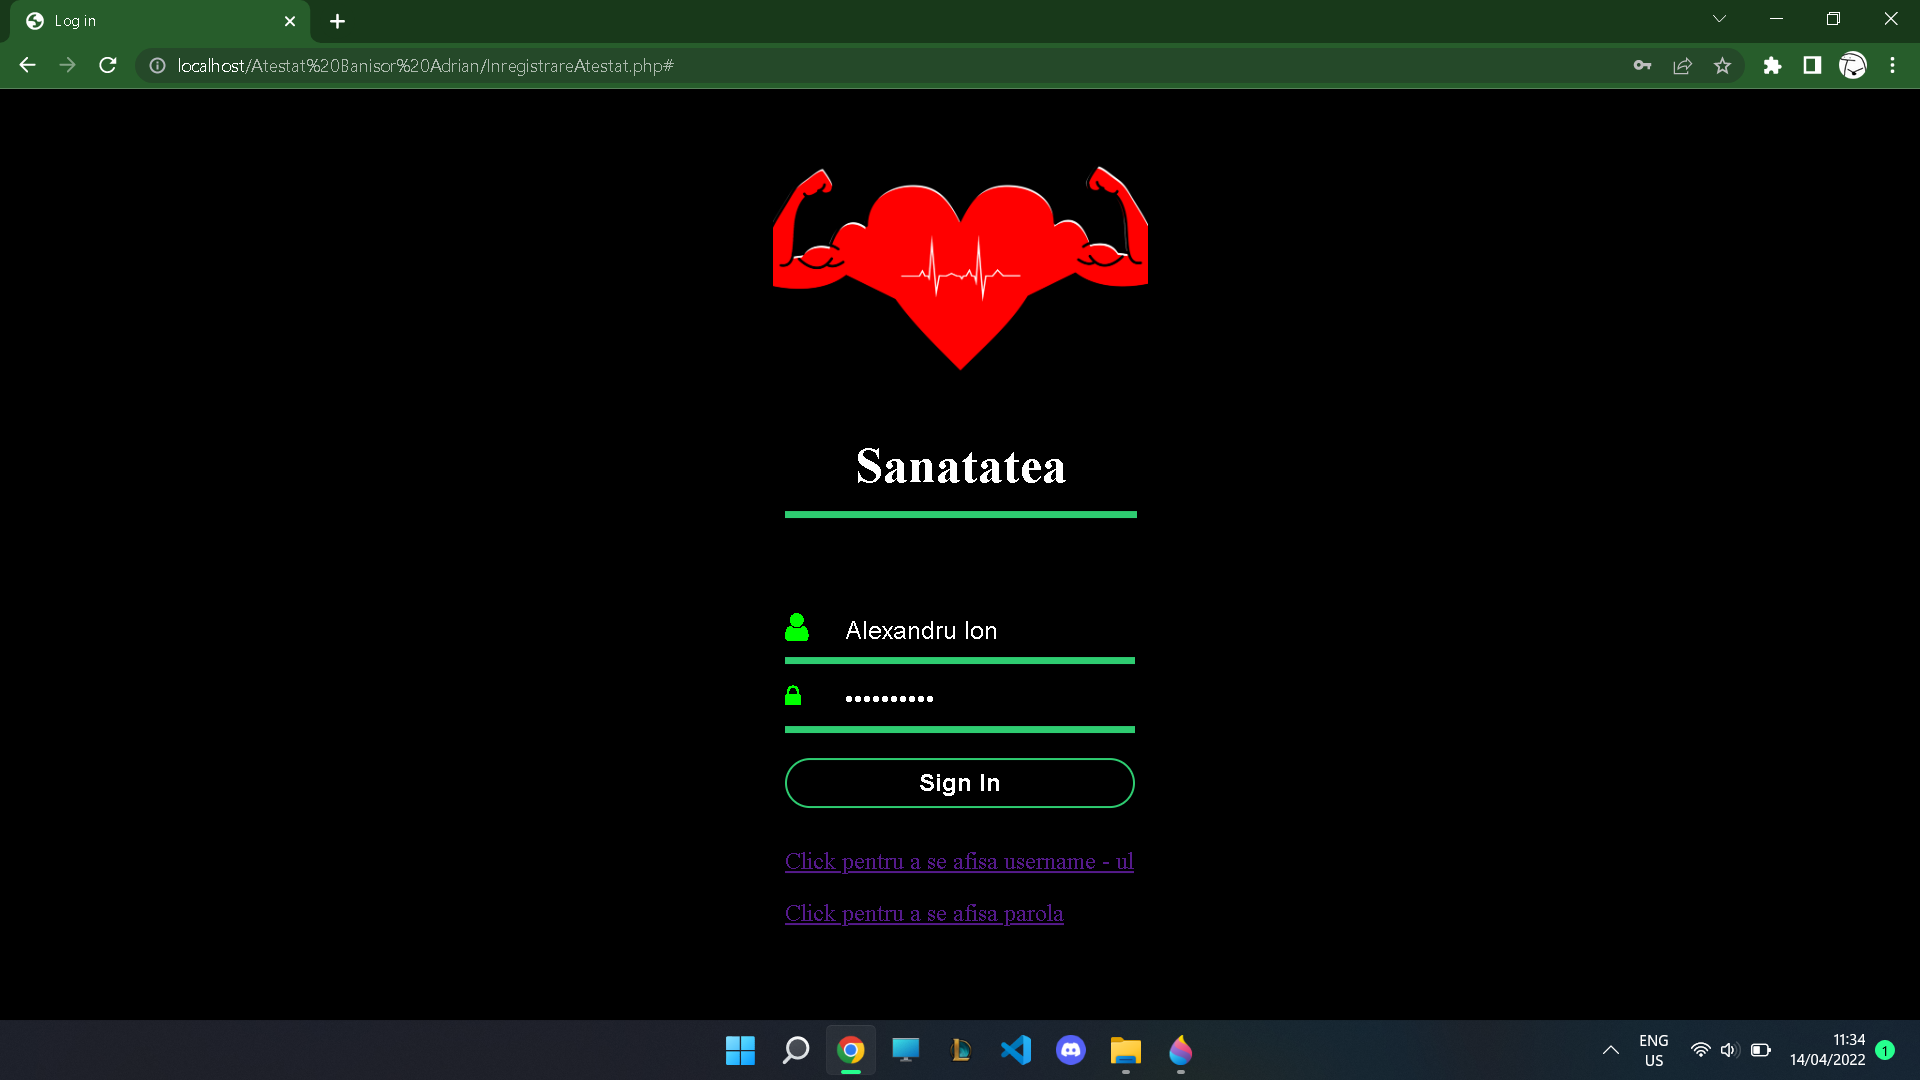 Log in
localhost/Atestat%20Banisor%20Adrian/InregistrareAtestat.php#
Sanatatea
Alexandru Ion
••••••••••
Sign In
Click pentru a se afisa username - ul
Click pentru a se afisa parola
ENG
US
11:34
14/04/2022
1